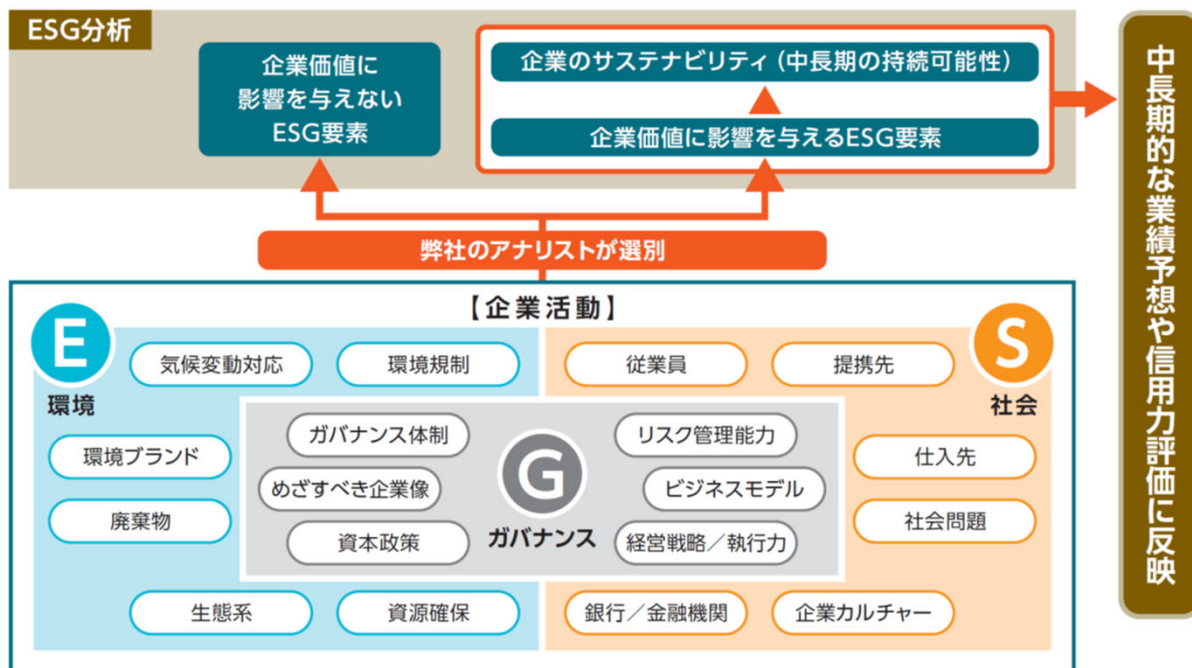 ESG分析
企業価値に
影響を与えない
ESG要素
企業のサステナビリティ（中長期の持続可能性）
企業価値に影響を与えるESG要素
中長期的な業績予想や信用力評価に反映
弊社のアナリストが選別
【企業活動】
E
環境
気候変動対応
環境規制
環境ブランド
廃棄物
生態系
資源確保
ガバナンス体制
めざすべき企業像
資本政策
G
ガバナンス
リスク管理能力
ビジネスモデル
経営戦略／執行力
S
社会
従業員
提携先
仕入先
社会問題
銀行／金融機関
企業カルチャー